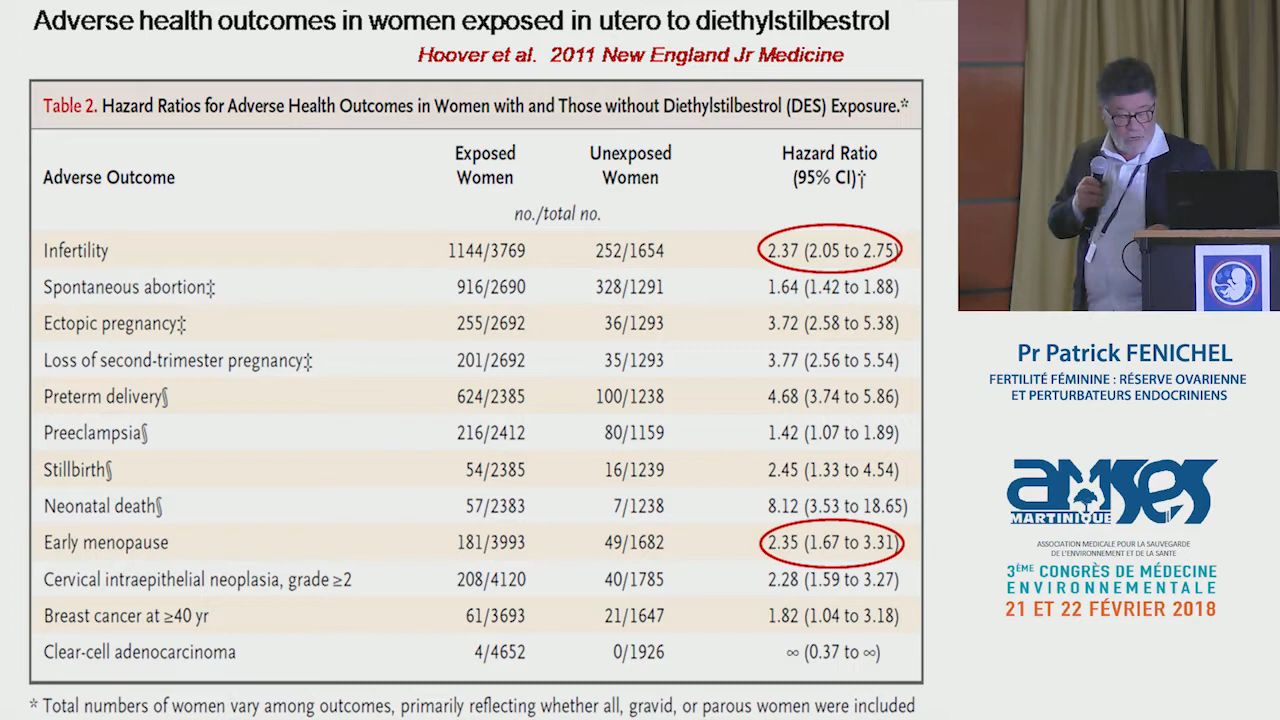 Adverse health outcomes in women exposed in utero to diethylstilbestrol
Hoover et al. 2011 New England Jr Medicine
Table 2. Hazard Ratios for Adverse Health Outcomes in Women with and Those without Diethylstilbestrol (DES) Exposure.*
Adverse Outcome Exposed Women Unexposed Women Hazard Ratio (95% CI)†
no./total no.
Infertility 1144/3769 252/1654 2.37 (2.05 to 2.75)
Spontaneous abortion‡ 916/2690 328/1291 1.64 (1.42 to 1.88)
Ectopic pregnancy‡ 255/2692 36/1293 3.72 (2.58 to 5.38)
Loss of second-trimester pregnancy‡ 201/2692 35/1293 3.77 (2.56 to 5.54)
Preterm delivery§ 624/2385 100/1238 4.68 (3.74 to 5.86)
Preeclampsia§ 216/2412 80/1159 1.42 (1.07 to 1.89)
Stillbirth§ 54/2385 16/1239 2.45 (1.33 to 4.54)
Neonatal death§ 57/2383 7/1238 8.12 (3.53 to 18.65)
Early menopause 181/3993 49/1682 2.35 (1.67 to 3.31)
Cervical intraepithelial neoplasia, grade ≥2 208/4120 40/1785 2.28 (1.59 to 3.27)
Breast cancer at ≥40 yr 61/3693 21/1647 1.82 (1.04 to 3.18)
Clear-cell adenocarcinoma 4/4652 0/1926 ∞ (0.37 to ∞)
* Total numbers of women vary among outcomes, primarily reflecting whether all, gravid, or parous women were included
Pr Patrick FENICHEL
FERTILITÉ FÉMININE : RÉSERVE OVARIENNE
ET PERTURBATEURS ENDOCRINIENS
AMSES
MARTINIQUE
ASSOCIATION MEDICALE POUR LA SAUVEGARDE
DE L'ENVIRONNEMENT ET DE LA SANTE
3ÈME CONGRÈS DE MÉDECINE
ENVIRONNEMENTALE
21 ET 22 FÉVRIER 2018